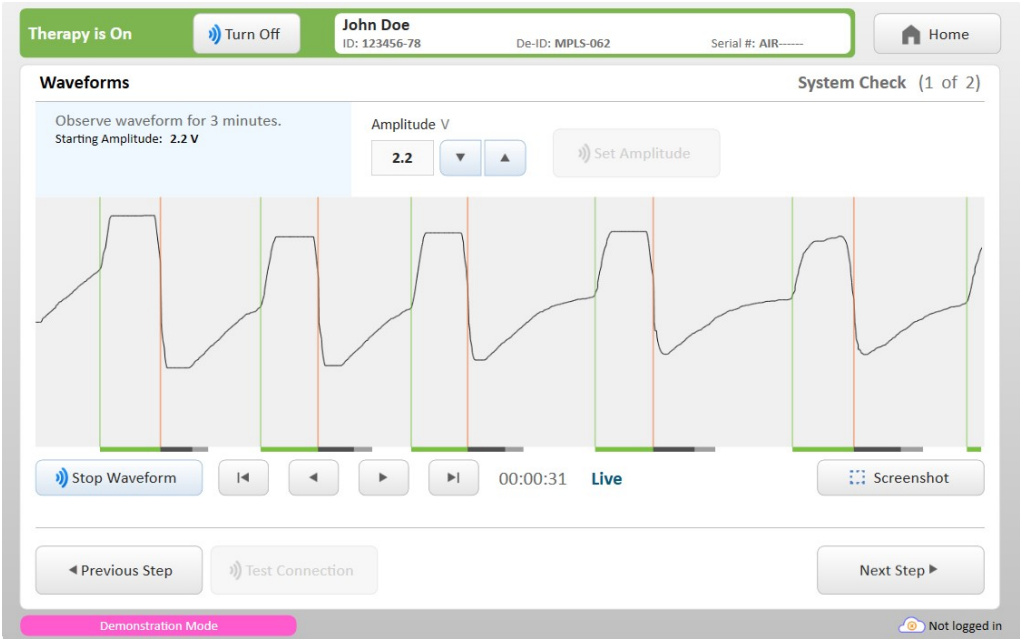 Therapy is On
Turn Off
John Doe
ID: 123456-78 De-ID: MPLS-062 Serial #: AIR------
Home
Waveforms
System Check (1 of 2)
Observe waveform for 3 minutes.
Starting Amplitude: 2.2 V
Amplitude V
2.2
Set Amplitude
Stop Waveform
00:00:31
Live
Screenshot
Previous Step
Test Connection
Next Step
Demonstration Mode
Not logged in